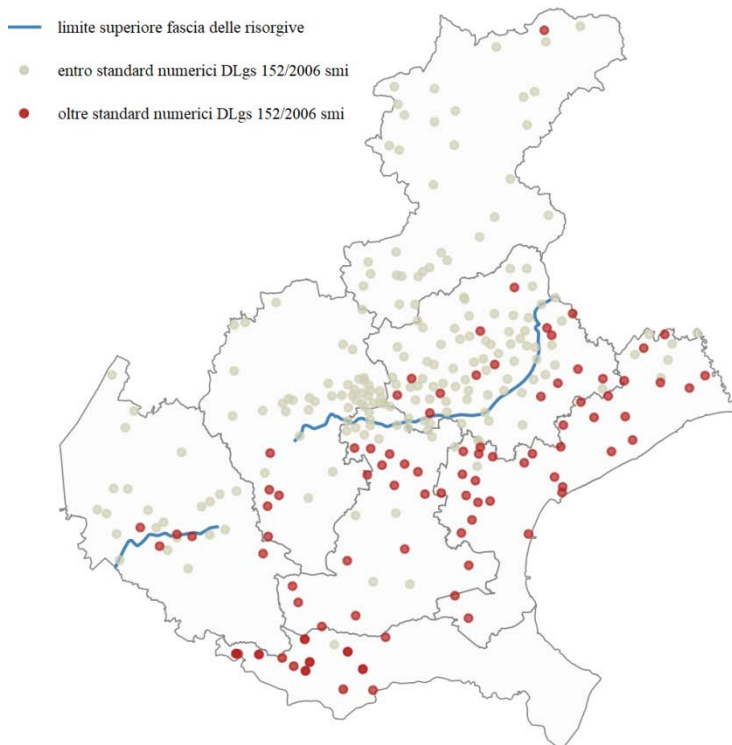 limite superiore fascia delle risorgive
entro standard numerici DLgs 152/2006 smi
oltre standard numerici DLgs 152/2006 smi